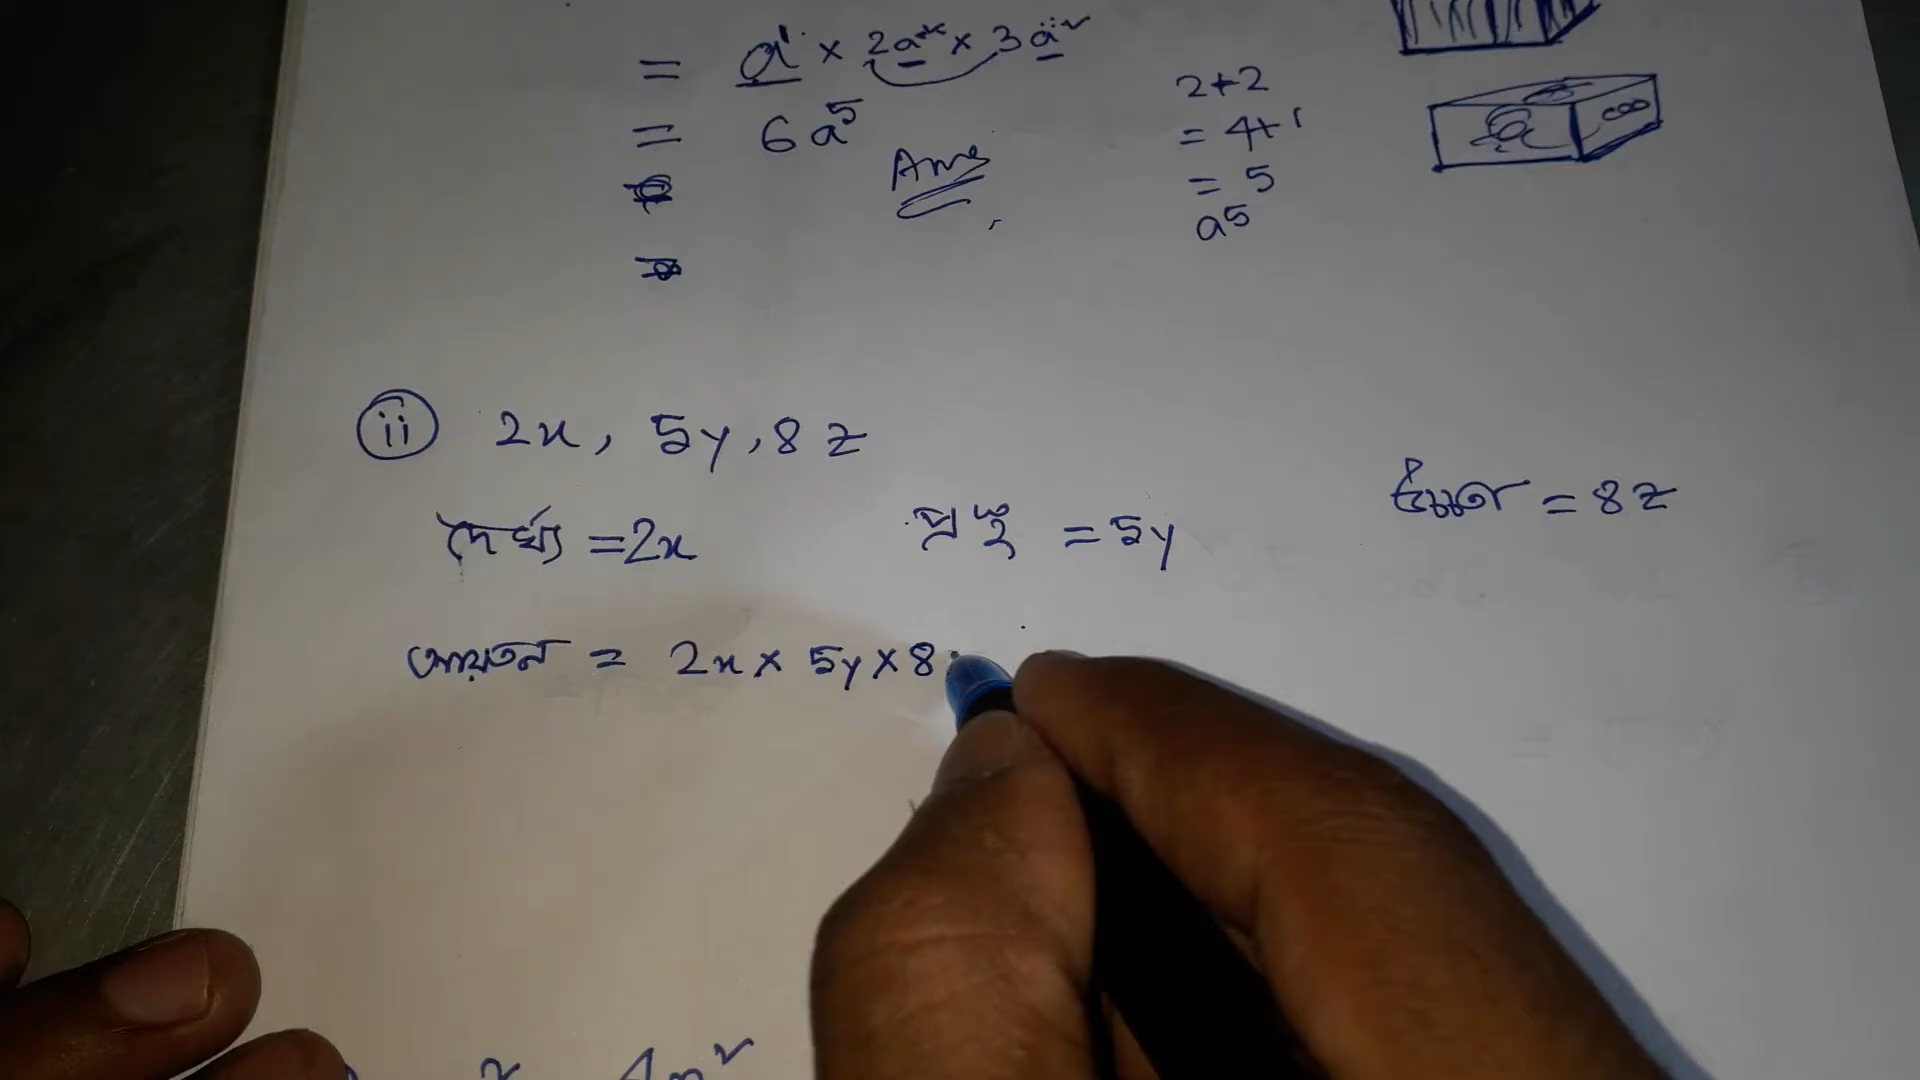 = a¹ × 2a² × 3a²
= 6a⁵
Ans
2+2
= 4+1
= 5
a⁵
ii 2x, 5y, 8z
দৈর্ঘ্য = 2x প্রস্থ = 5y উচ্চতা = 8z
আয়তন = 2x × 5y × 8